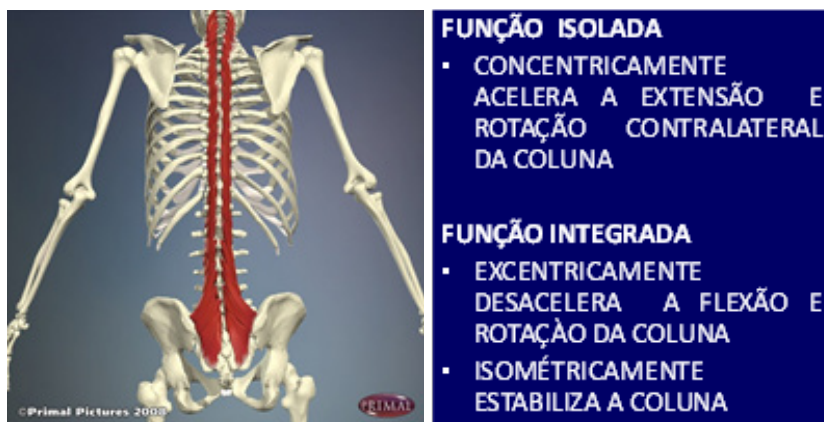 FUNÇÃO ISOLADA
▪ CONCENTRICAMENTE
ACELERA A EXTENSÃO E
ROTAÇÃO CONTRALATERAL
DA COLUNA
FUNÇÃO INTEGRADA
▪ EXCENTRICAMENTE
DESACELERA A FLEXÃO E
ROTAÇÀO DA COLUNA
▪ ISOMÉTRICAMENTE
ESTABILIZA A COLUNA
©Primal Pictures 2008
PRIMAL